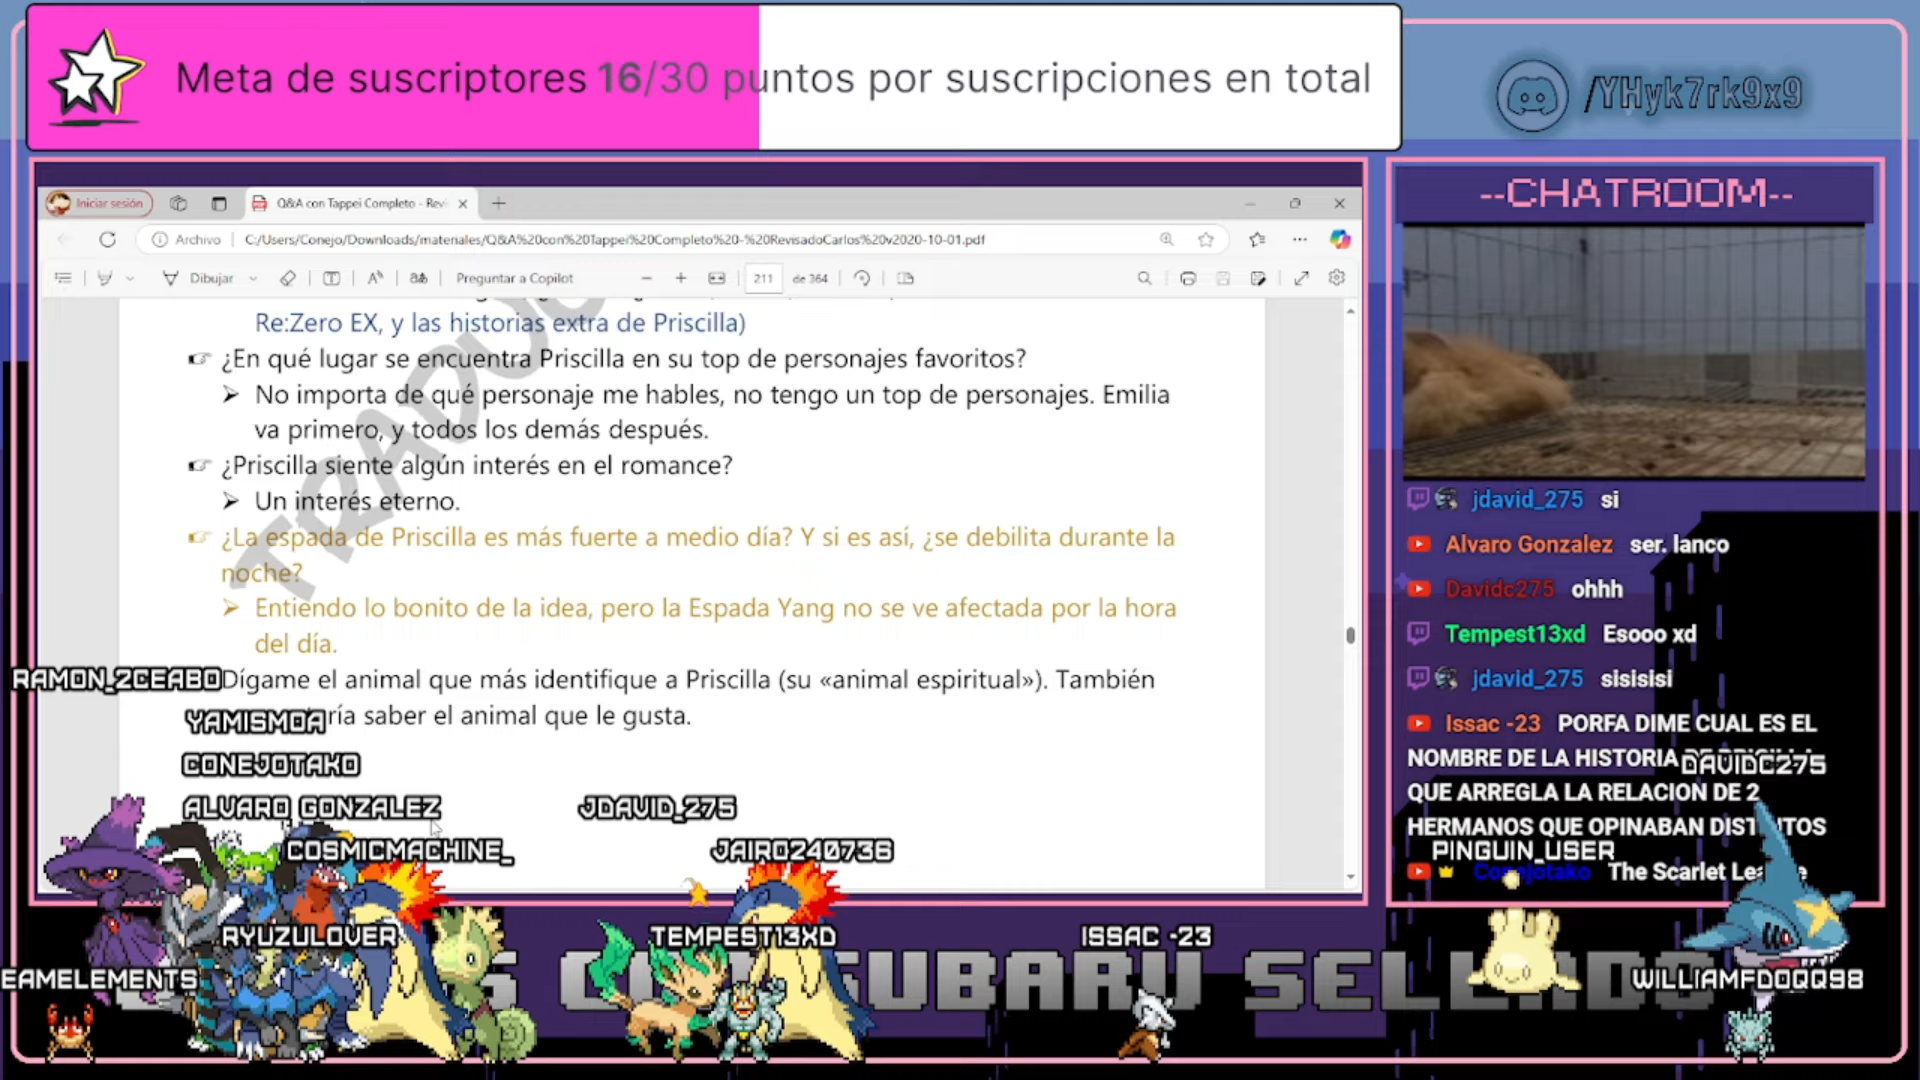 Meta de suscriptores 16/30 puntos por suscripciones en total
/YHyk7rk9x9
Iniciar sesión
Q&A con Tappei Completo - Revi
Archivo
C:/Users/Conejo/Downloads/materiales/Q&A%20con%20Tappei%20Completo%20-%20RevisadoCarlos%20v2020-10-01.pdf
Dibujar
Preguntar a Copilot
211 de 364
Re:Zero EX, y las historias extra de Priscilla)
¿En qué lugar se encuentra Priscilla en su top de personajes favoritos?
No importa de qué personaje me hables, no tengo un top de personajes. Emilia
va primero, y todos los demás después.
¿Priscilla siente algún interés en el romance?
Un interés eterno.
¿La espada de Priscilla es más fuerte a medio día? Y si es así, ¿se debilita durante la
noche?
Entiendo lo bonito de la idea, pero la Espada Yang no se ve afectada por la hora
del día.
Dígame el animal que más identifique a Priscilla (su «animal espiritual»). También
ría saber el animal que le gusta.
RAMON_2CEABO
YAMISMOA
CONEJOTAKO
ALVARO GONZALEZ
JDAVID_275
COSMICMACHINE_
JAIRO240736
--CHATROOM--
jdavid_275 si
Alvaro Gonzalez ser. lanco
Davidc275 ohhh
Tempest13xd Esooo xd
jdavid_275 sisisisi
Issac -23 PORFA DIME CUAL ES EL
NOMBRE DE LA HISTORIA
DAVIDC275
QUE ARREGLA LA RELACION DE 2
HERMANOS QUE OPINABAN DISTINTOS
PINGUIN_USER
Conejotako The Scarlet
RYUZULOVER
TEMPEST13XD
ISSAC -23
EAMELEMENTS
WILLIAMFDOQQ98
SUBARU